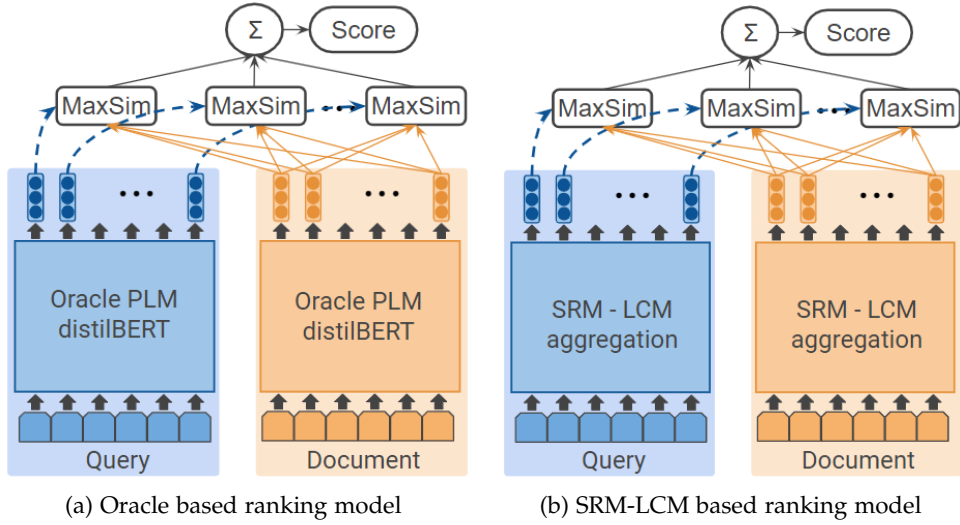 Σ Score
MaxSim MaxSim ... MaxSim
... ...
Oracle PLM
distilBERT
Oracle PLM
distilBERT
Query Document
(a) Oracle based ranking model
Σ Score
MaxSim MaxSim ... MaxSim
... ...
SRM - LCM
aggregation
SRM - LCM
aggregation
Query Document
(b) SRM-LCM based ranking model